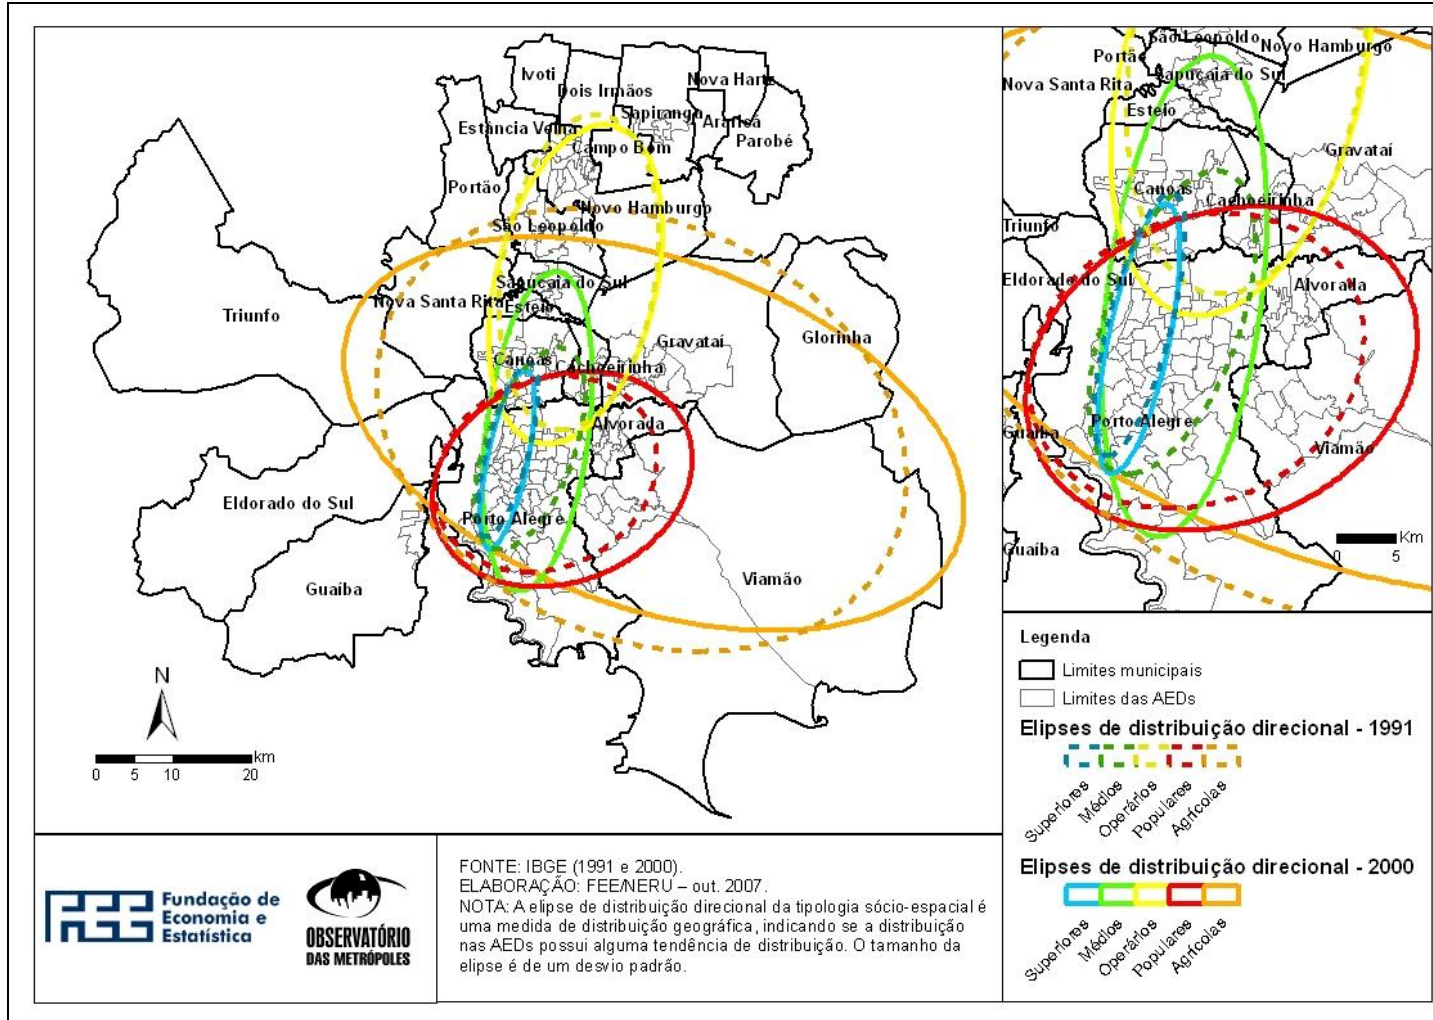 Ivoti
Nova Hartz
Dois Irmãos
Sapiranga
Araricá
Estância Velha
Parobé
Campo Bom
Portão
Novo Hamburgo
São Leopoldo
Sapucaia do Sul
Nova Santa Rita
Esteio
Triunfo
Gravataí
Glorinha
Canoas
Cachoeirinha
Alvorada
Eldorado do Sul
Porto Alegre
Viamão
Guaíba
N
km
0 5 10 20
São Leopoldo
Novo Hamburgo
Portão
Sapucaia do Sul
Nova Santa Rita
Esteio
Gravataí
Canoas
Cachoeirinha
Triunfo
Eldorado do Sul
Alvorada
Porto Alegre
Guaíba
Viamão
Guaíba
Km
0 5
Legenda
Limites municipais
Limites das AEDs
Elipses de distribuição direcional - 1991
Superiores
Médios
Operários
Populares
Agrícolas
Elipses de distribuição direcional - 2000
Superiores
Médios
Operários
Populares
Agrícolas
FEE
Fundação de
Economia e
Estatística
OBSERVATÓRIO
DAS METRÓPOLES
FONTE: IBGE (1991 e 2000).
ELABORAÇÃO: FEE/NERU – out. 2007.
NOTA: A elipse de distribuição direcional da tipologia sócio-espacial é
uma medida de distribuição geográfica, indicando se a distribuição
nas AEDs possui alguma tendência de distribuição. O tamanho da
elipse é de um desvio padrão.